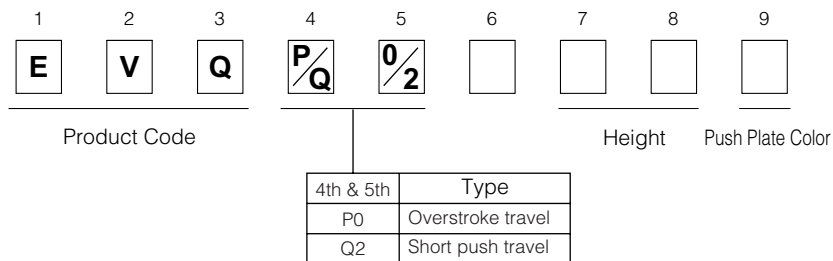 1 2 3 4 5 6 7 8 9
E V Q P/Q 0/2
Product Code Height Push Plate Color
4th & 5th Type
P0 Overstroke travel
Q2 Short push travel